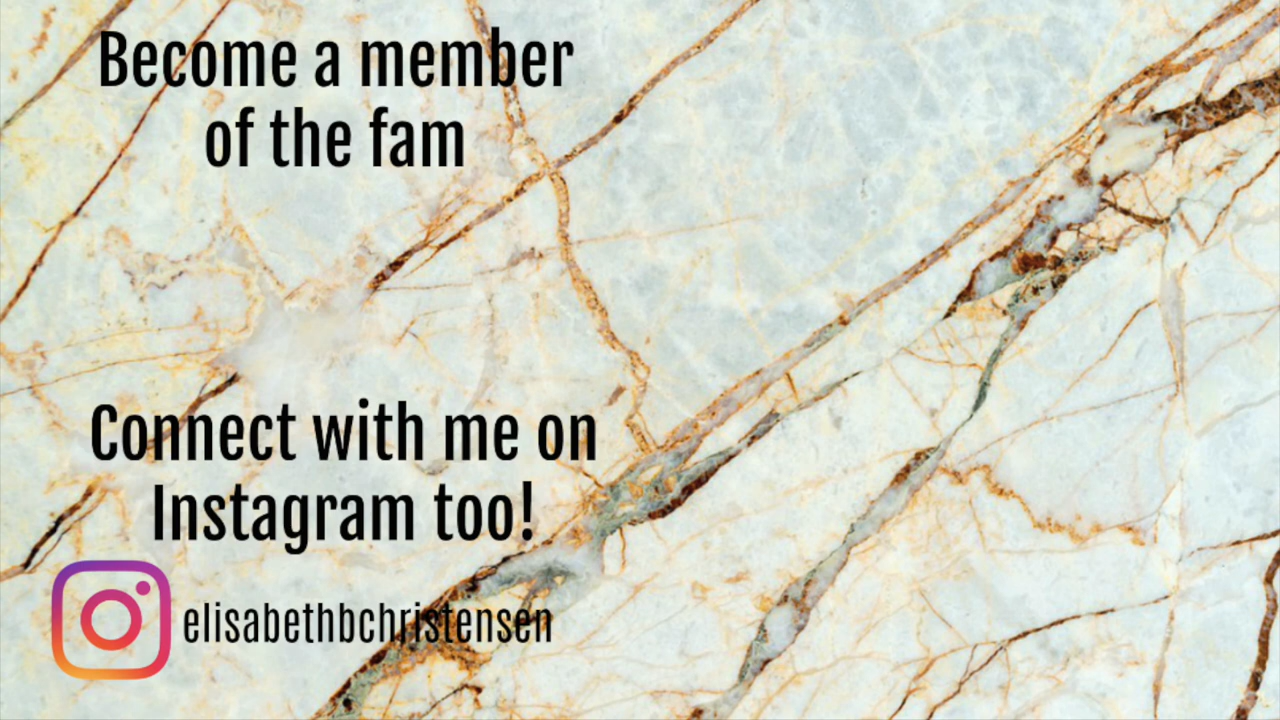 Become a member
of the fam
Connect with me on
Instagram too!
elisabethbchristensen